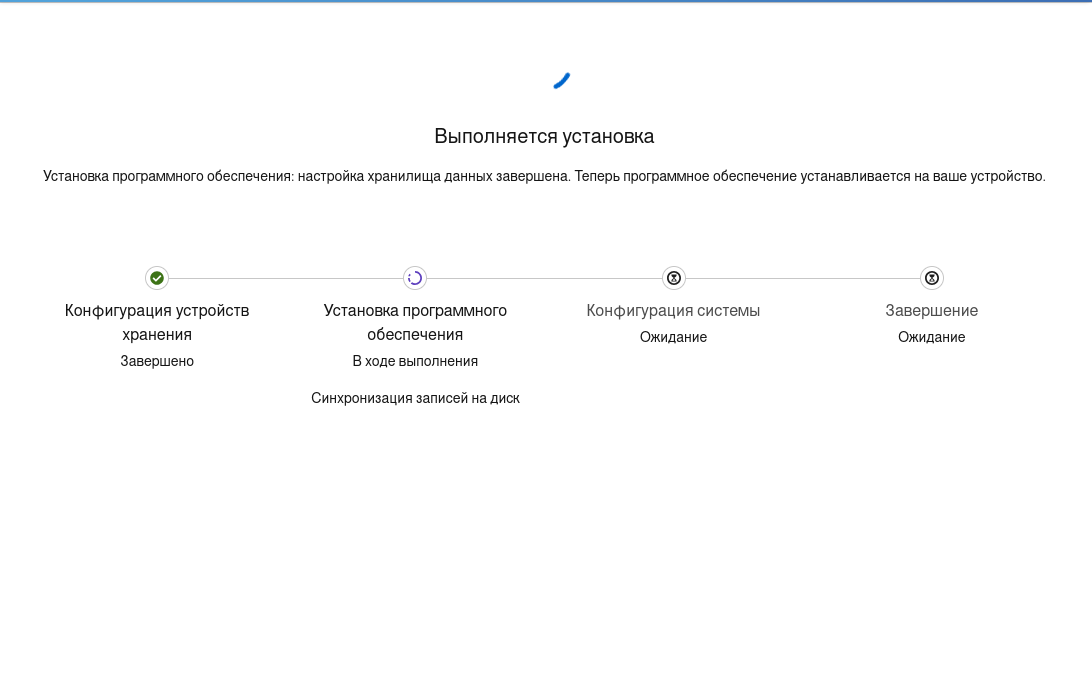 Выполняется установка
Установка программного обеспечения: настройка хранилища данных завершена. Теперь программное обеспечение устанавливается на ваше устройство.
Конфигурация устройств
хранения
Завершено
Установка программного
обеспечения
В ходе выполнения
Синхронизация записей на диск
Конфигурация системы
Ожидание
Завершение
Ожидание